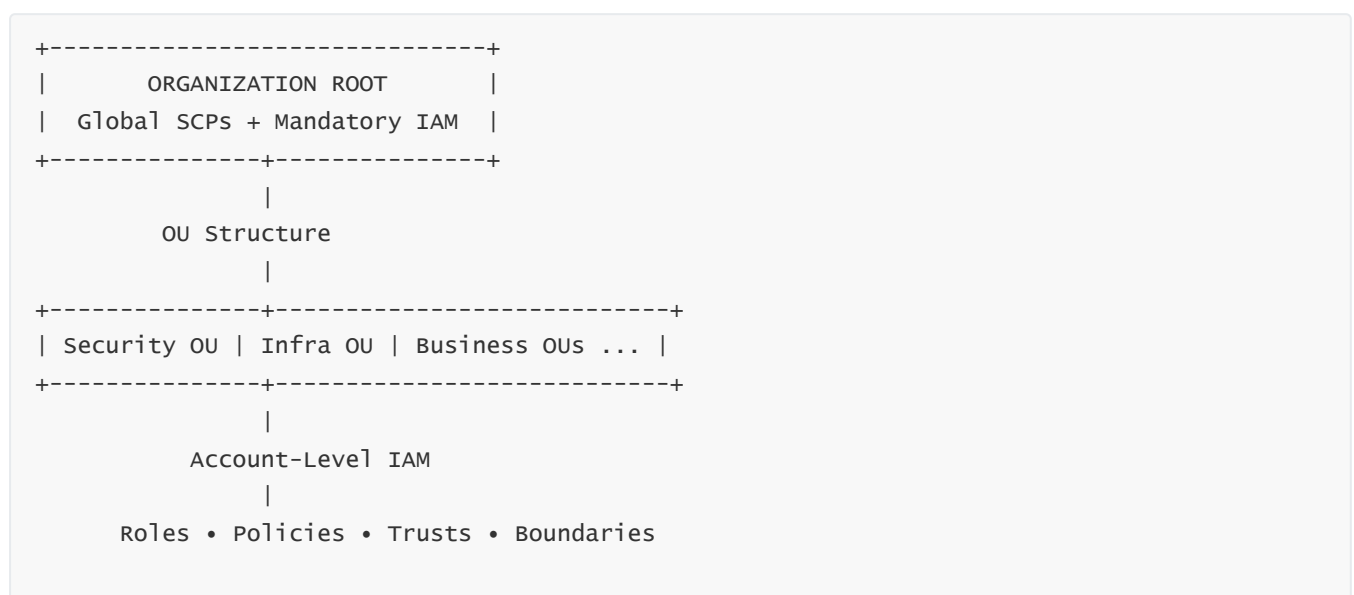 +-------------------------------+
|       ORGANIZATION ROOT       |
|  Global SCPs + Mandatory IAM  |
+---------------+---------------+
                |
         OU Structure
                |
+---------------+----------------------------+
| Security OU | Infra OU | Business OUs ... |
+---------------+----------------------------+
                |
           Account-Level IAM
                |
      Roles • Policies • Trusts • Boundaries